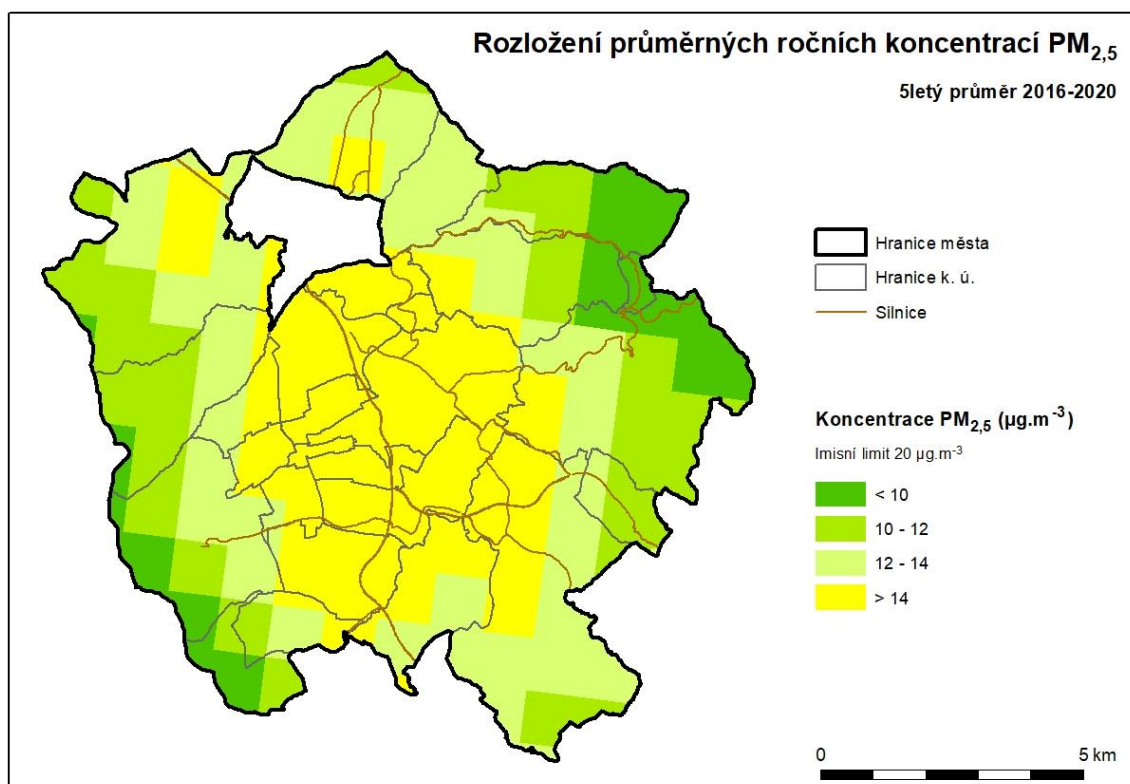 Rozložení průměrných ročních koncentrací PM2,5
5letý průměr 2016-2020
Hranice města
Hranice k. ú.
Silnice
Koncentrace PM2,5 (µg.m-3)
Imisní limit 20 µg.m-3
< 10
10 - 12
12 - 14
> 14
0 5 km